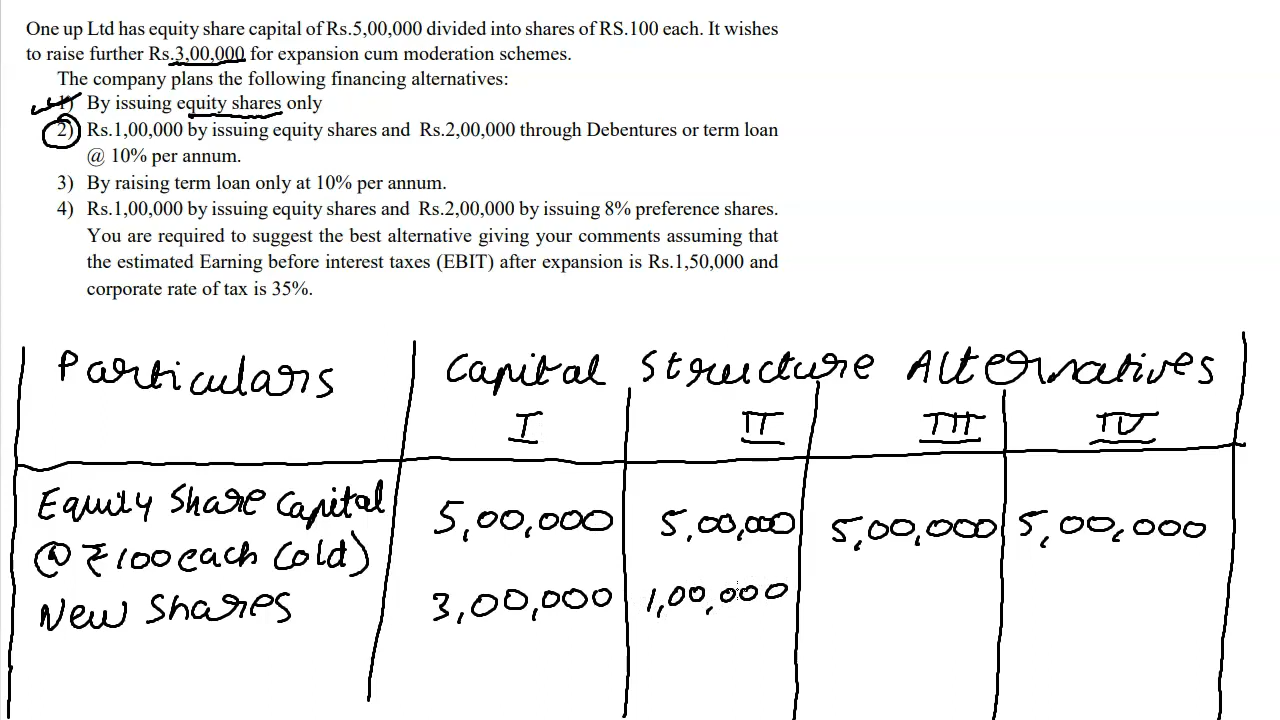 One up Ltd has equity share capital of Rs.5,00,000 divided into shares of RS.100 each. It wishes
to raise further Rs.3,00,000 for expansion cum moderation schemes.
The company plans the following financing alternatives:
1) By issuing equity shares only
2) Rs.1,00,000 by issuing equity shares and Rs.2,00,000 through Debentures or term loan
@ 10% per annum.
3) By raising term loan only at 10% per annum.
4) Rs.1,00,000 by issuing equity shares and Rs.2,00,000 by issuing 8% preference shares.
You are required to suggest the best alternative giving your comments assuming that
the estimated Earning before interest taxes (EBIT) after expansion is Rs.1,50,000 and
corporate rate of tax is 35%.
Particulars Capital Structure Alternatives
I II III IV
Equity Share Capital 5,00,000 5,00,000 5,00,000 5,00,000
@ ₹100 each (old)
New Shares 3,00,000 1,00,000